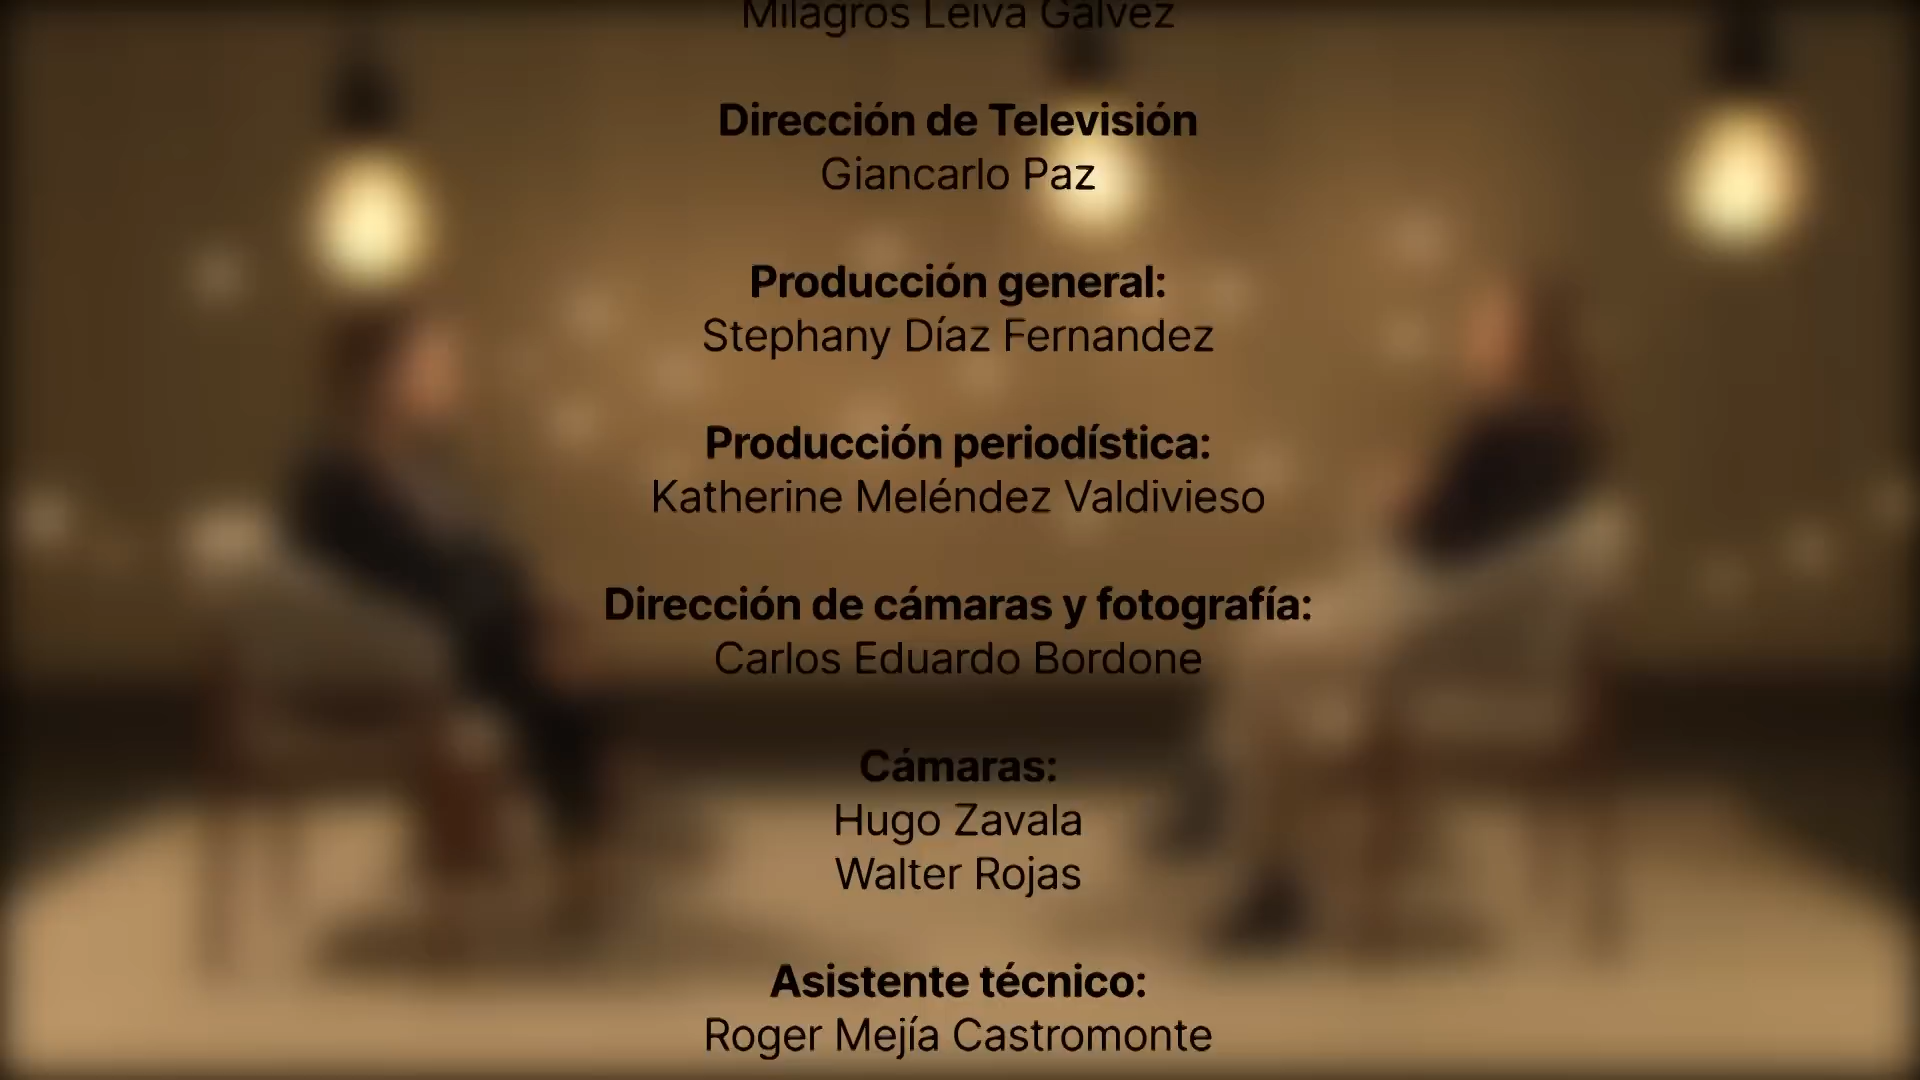 Milagros Leiva Gálvez
Dirección de Televisión
Giancarlo Paz
Producción general:
Stephany Díaz Fernandez
Producción periodística:
Katherine Meléndez Valdivieso
Dirección de cámaras y fotografía:
Carlos Eduardo Bordone
Cámaras:
Hugo Zavala
Walter Rojas
Asistente técnico:
Roger Mejía Castromonte